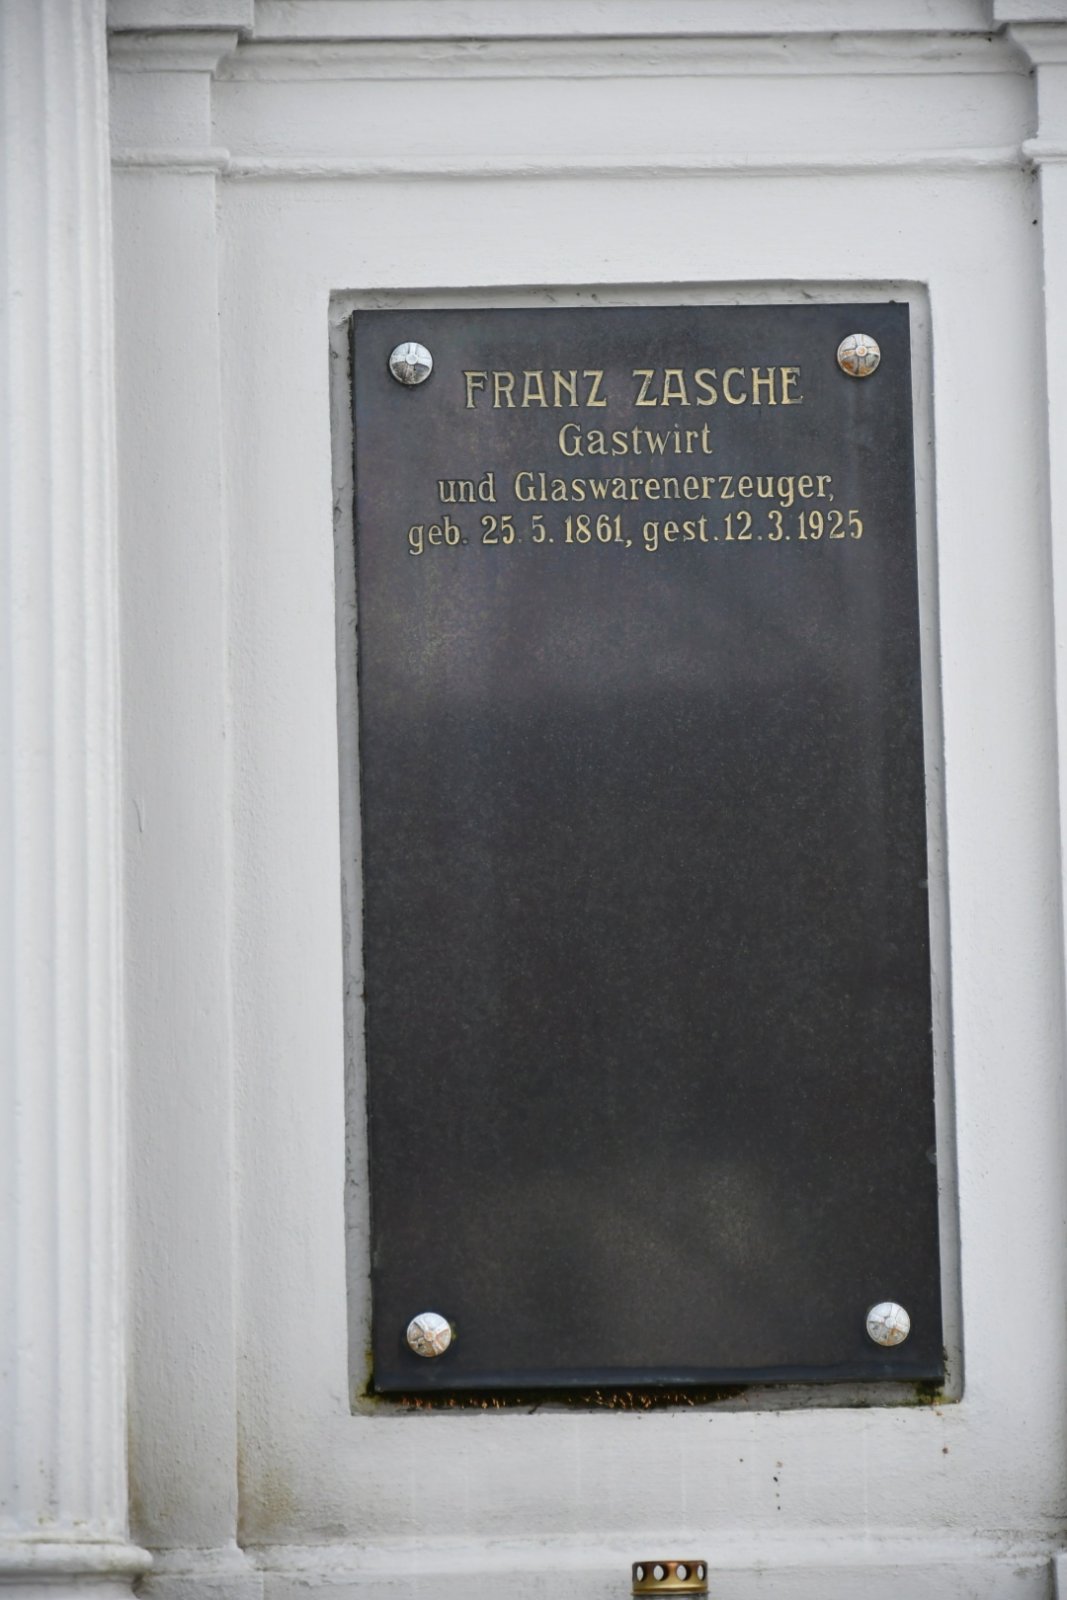 FRANZ ZASCHE
Gastwirt
und Glaswarenerzeuger,
geb. 25.5.1861, gest.12.3.1925